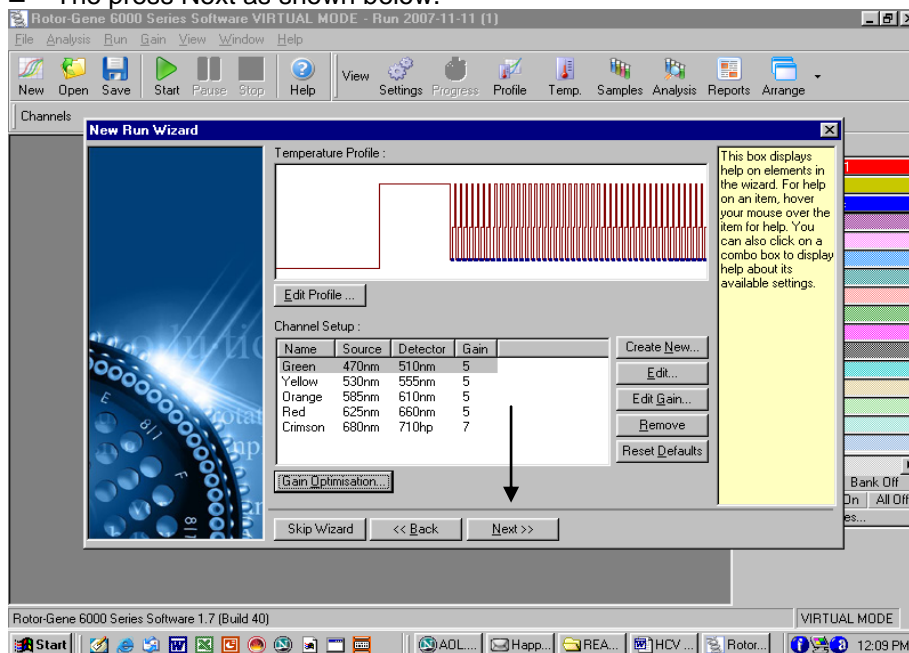 The press Next as shown below.
Rotor-Gene 6000 Series Software VIRTUAL MODE - Run 2007-11-11 (1)
File Analysis Run Gain View Window Help
New Open Save Start Pause Stop Help View Settings Progress Profile Temp. Samples Analysis Reports Arrange
Channels
New Run Wizard
Temperature Profile :
This box displays
help on elements in
the wizard. For help
on an item, hover
your mouse over the
item for help. You
can also click on a
combo box to display
help about its
available settings.
Edit Profile ...
Channel Setup :
Name Source Detector Gain
Green 470nm 510nm 5
Yellow 530nm 555nm 5
Orange 585nm 610nm 5
Red 625nm 660nm 5
Crimson 680nm 710hp 7
Create New...
Edit...
Edit Gain...
Remove
Reset Defaults
Gain Optimisation...
Bank Off
On All Off
es...
Skip Wizard << Back Next >>
Rotor-Gene 6000 Series Software 1.7 (Build 40) VIRTUAL MODE
Start AOL... Happ... REA... HCV ... Rotor... 12:09 PM